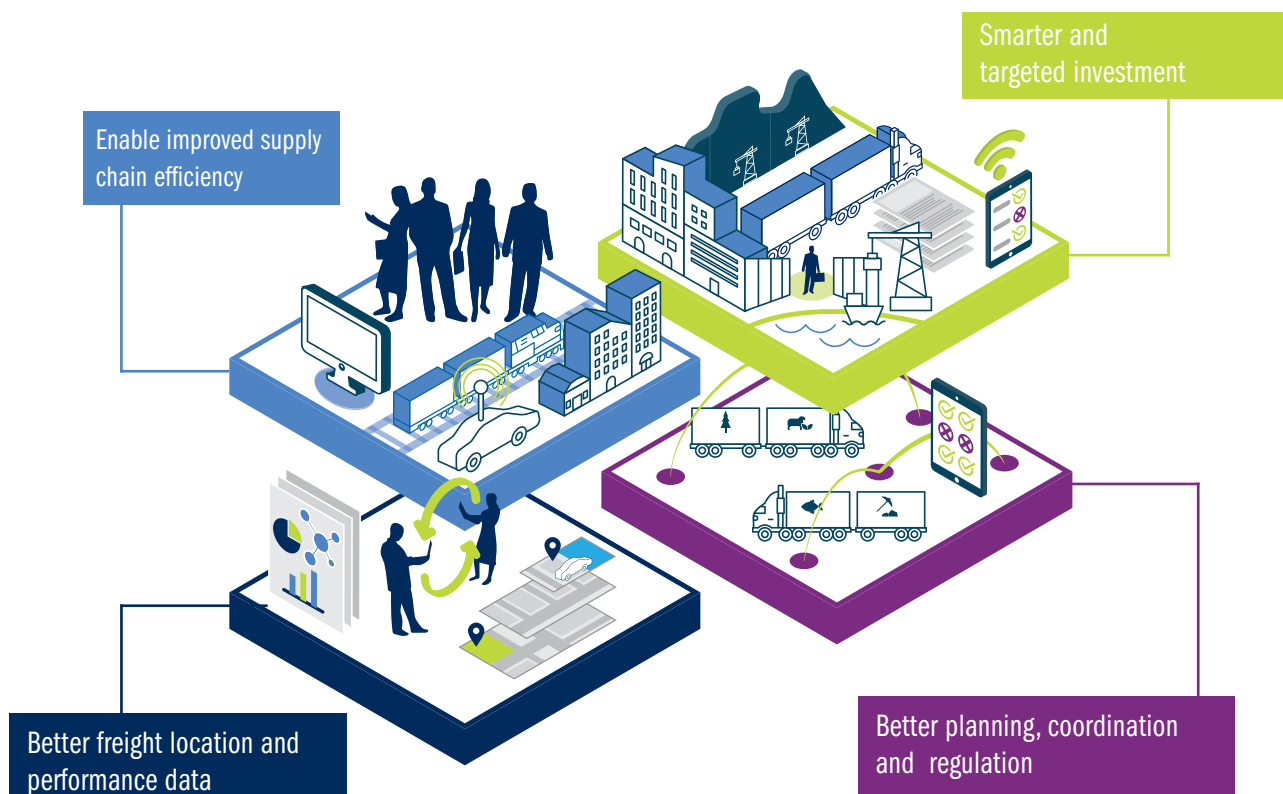 Smarter and
targeted investment
Enable improved supply
chain efficiency
Better freight location and
performance data
Better planning, coordination
and regulation